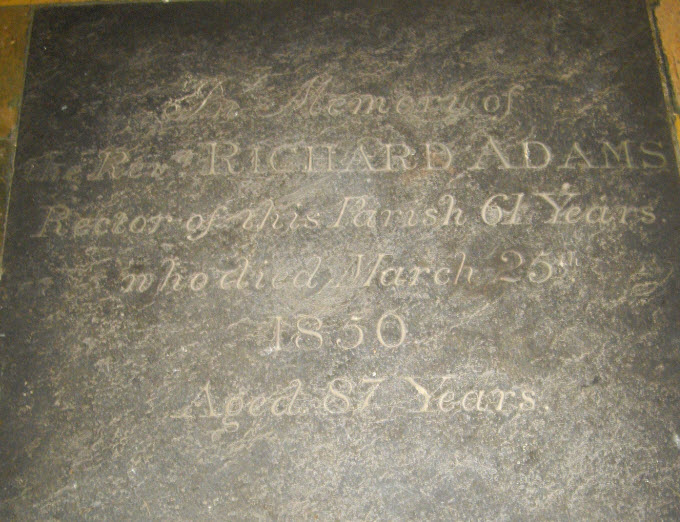 In Memory of
the Revd. RICHARD ADAMS
Rector of this Parish 61 Years.
who died March 25th
1850
Aged 87 Years.